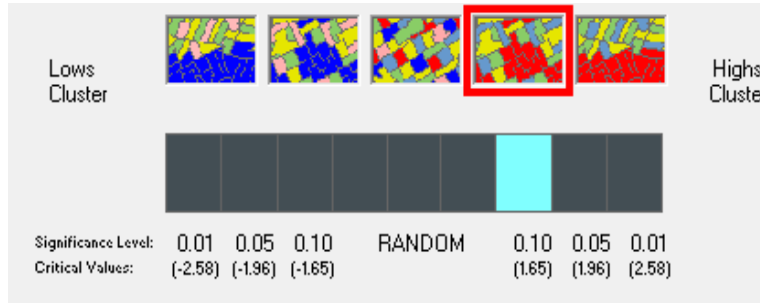 Lows
Cluster
Highs
Cluste
Significance Level: 0.01 0.05 0.10 RANDOM 0.10 0.05 0.01
Critical Values: (-2.58) (-1.96) (-1.65) (1.65) (1.96) (2.58)